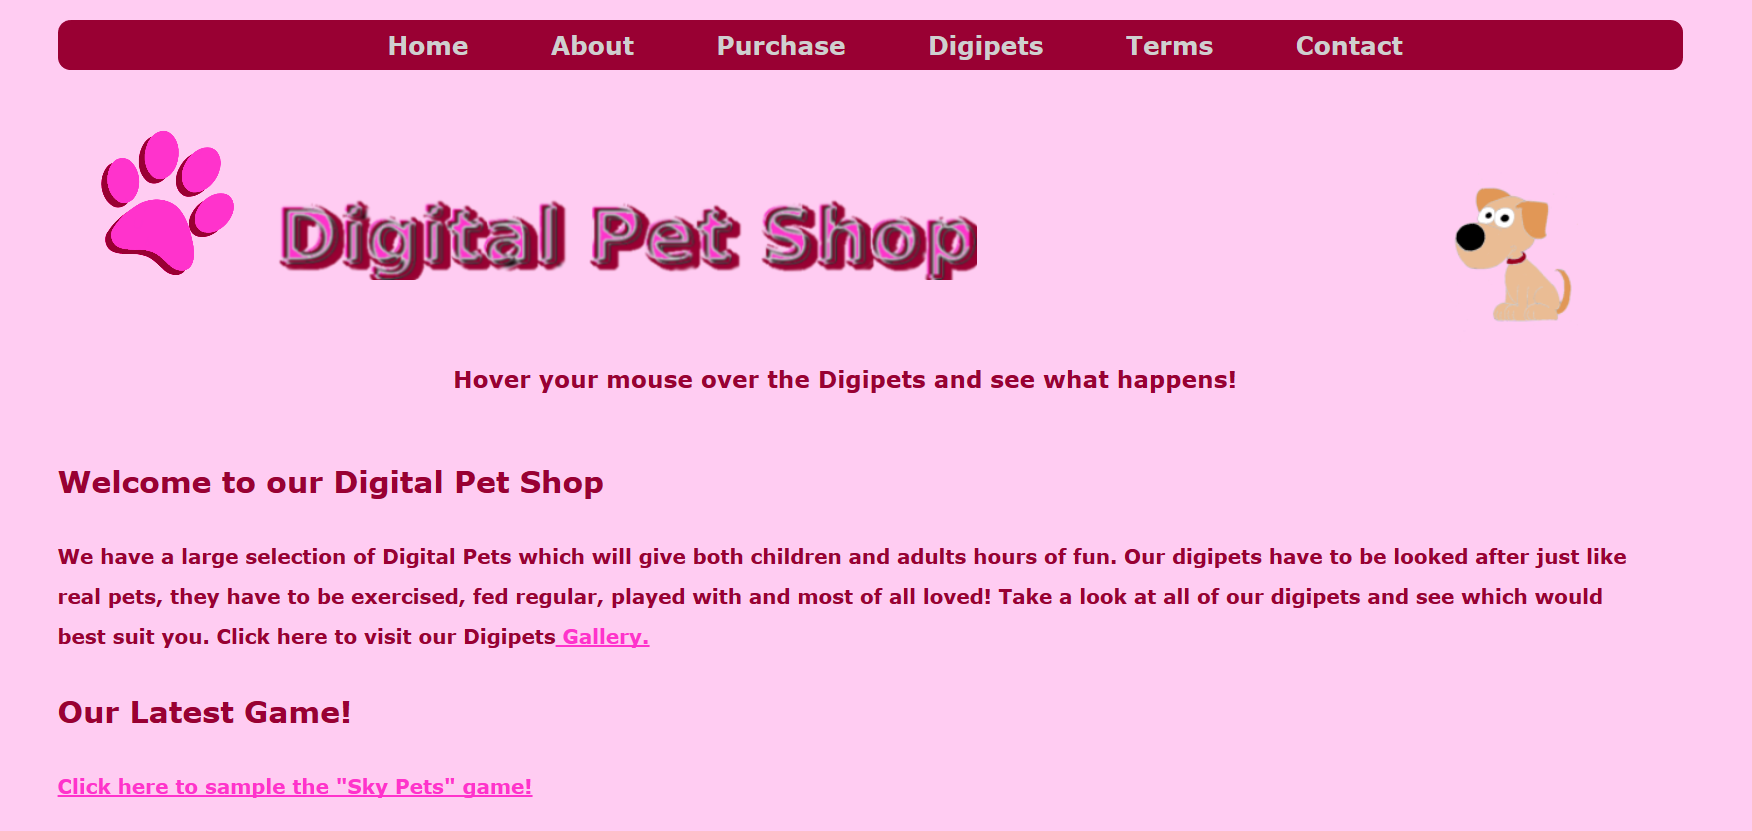 Home About Purchase Digipets Terms Contact
Digital Pet Shop
Hover your mouse over the Digipets and see what happens!
Welcome to our Digital Pet Shop
We have a large selection of Digital Pets which will give both children and adults hours of fun. Our digipets have to be looked after just like
real pets, they have to be exercised, fed regular, played with and most of all loved! Take a look at all of our digipets and see which would
best suit you. Click here to visit our Digipets Gallery.
Our Latest Game!
Click here to sample the "Sky Pets" game!